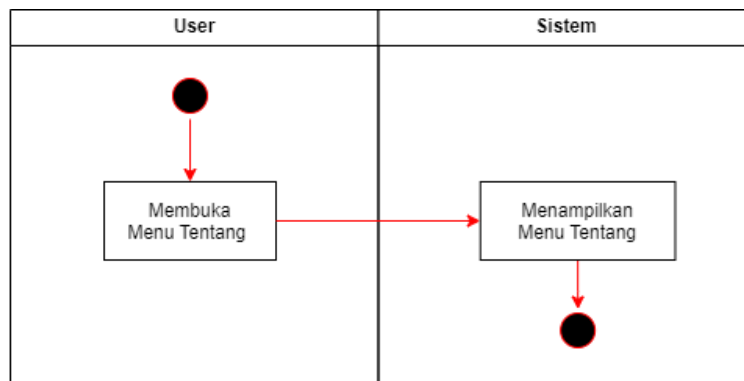 User
Sistem
Membuka
Menu Tentang
Menampilkan
Menu Tentang